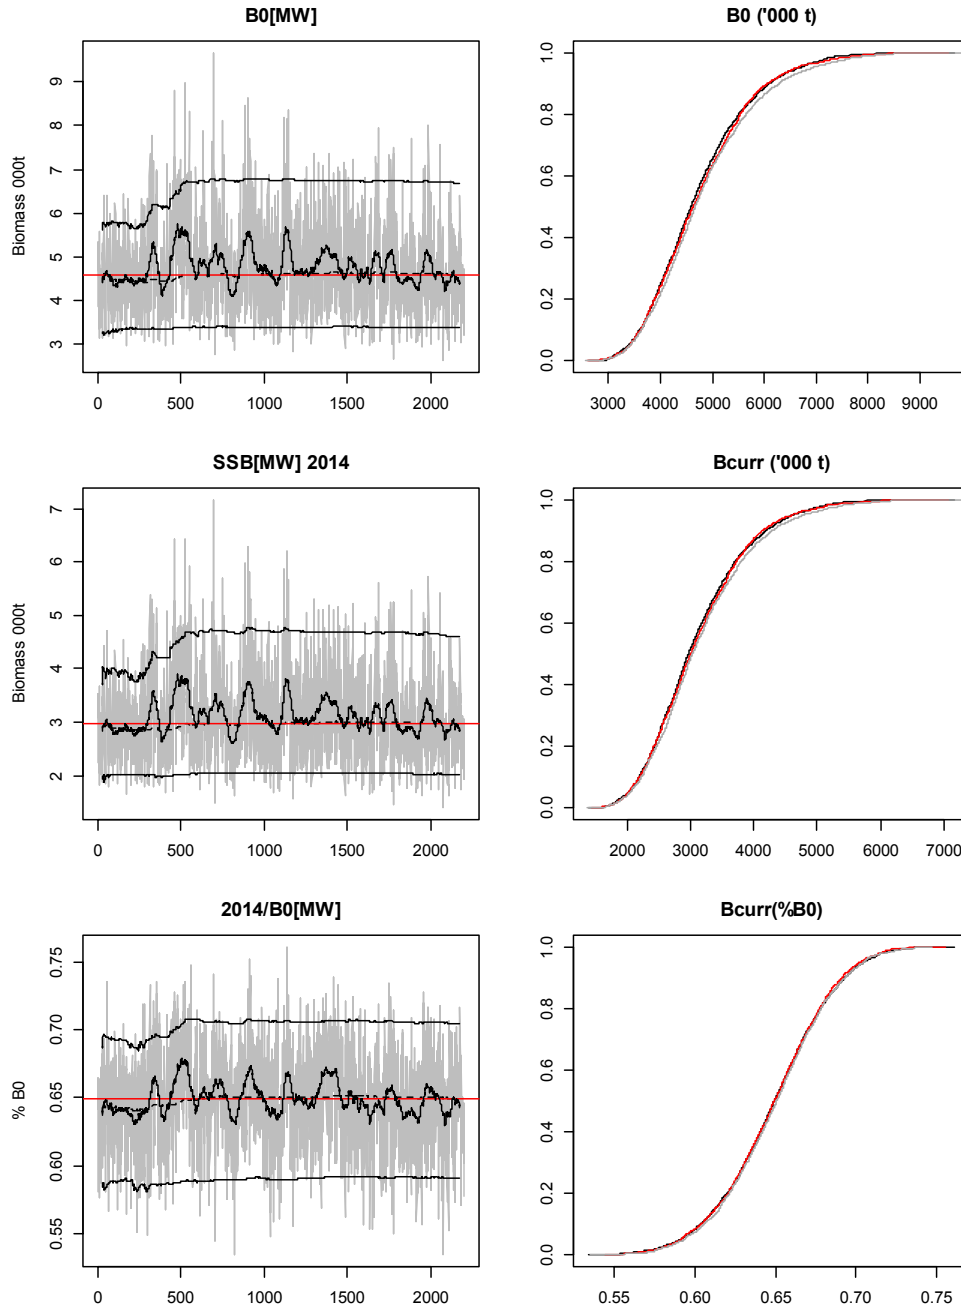 B0[MW]
Biomass 000t
9
8
7
6
5
4
3
0 500 1000 1500 2000
B0 ('000 t)
1.0
0.8
0.6
0.4
0.2
0.0
3000 4000 5000 6000 7000 8000 9000
SSB[MW] 2014
Biomass 000t
7
6
5
4
3
2
0 500 1000 1500 2000
Bcurr ('000 t)
1.0
0.8
0.6
0.4
0.2
0.0
2000 3000 4000 5000 6000 7000
2014/B0[MW]
% B0
0.75
0.70
0.65
0.60
0.55
0 500 1000 1500 2000
Bcurr(%B0)
1.0
0.8
0.6
0.4
0.2
0.0
0.55 0.60 0.65 0.70 0.75